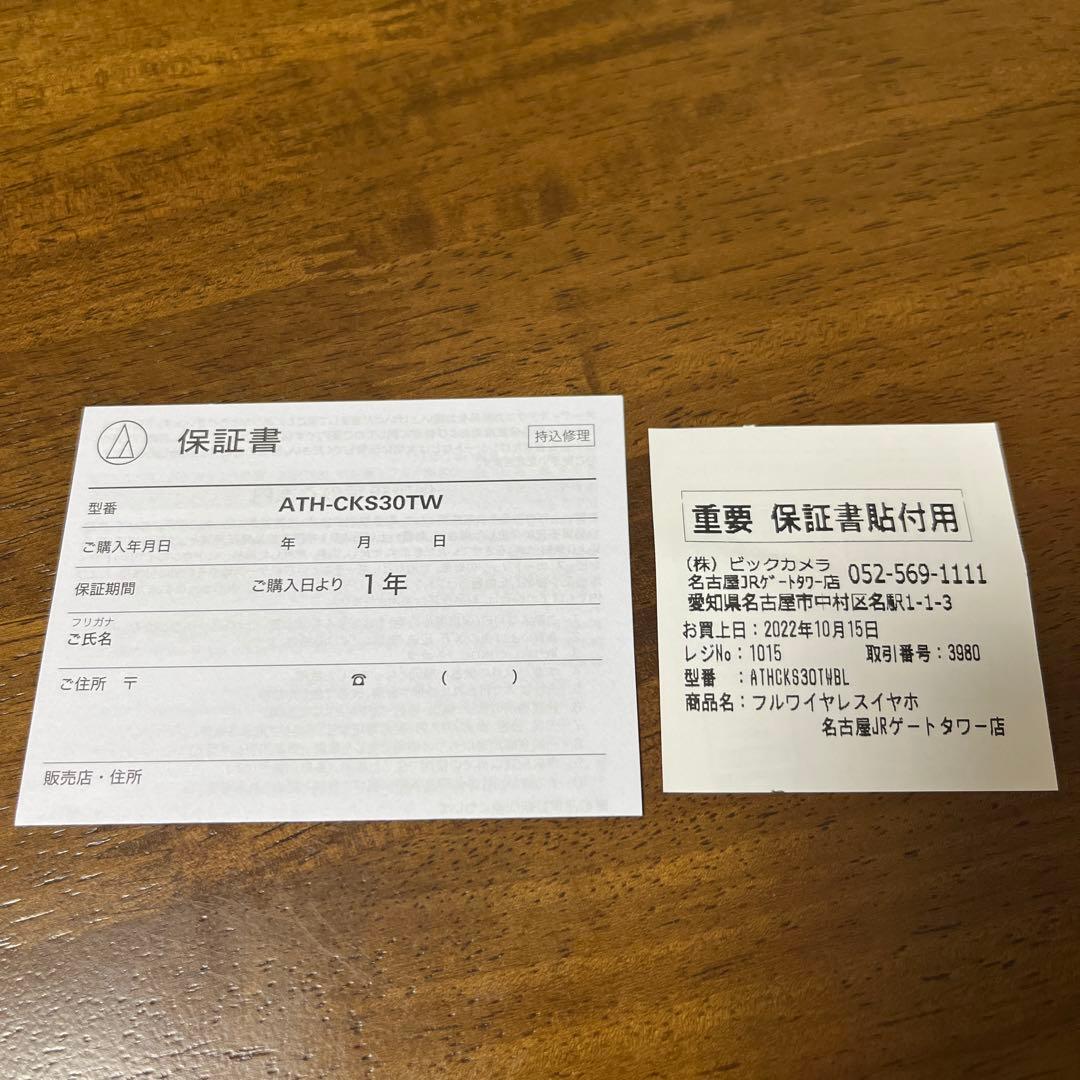 保証書
持込修理
型番 ATH-CKS30TW
ご購入年月日 年 月 日
保証期間 ご購入日より 1年
フリガナ
ご氏名
ご住所 〒 ☎ ( )
販売店・住所
重要 保証書貼付用
(株) ビックカメラ
名古屋JRゲートタワー店 052-569-1111
愛知県名古屋市中村区名駅1-1-3
お買上日:2022年10月15日
レジNo:1015 取引番号:3980
型番 :ATHCKS30TWBL
商品名:フルワイヤレスイヤホ
名古屋JRゲートタワー店